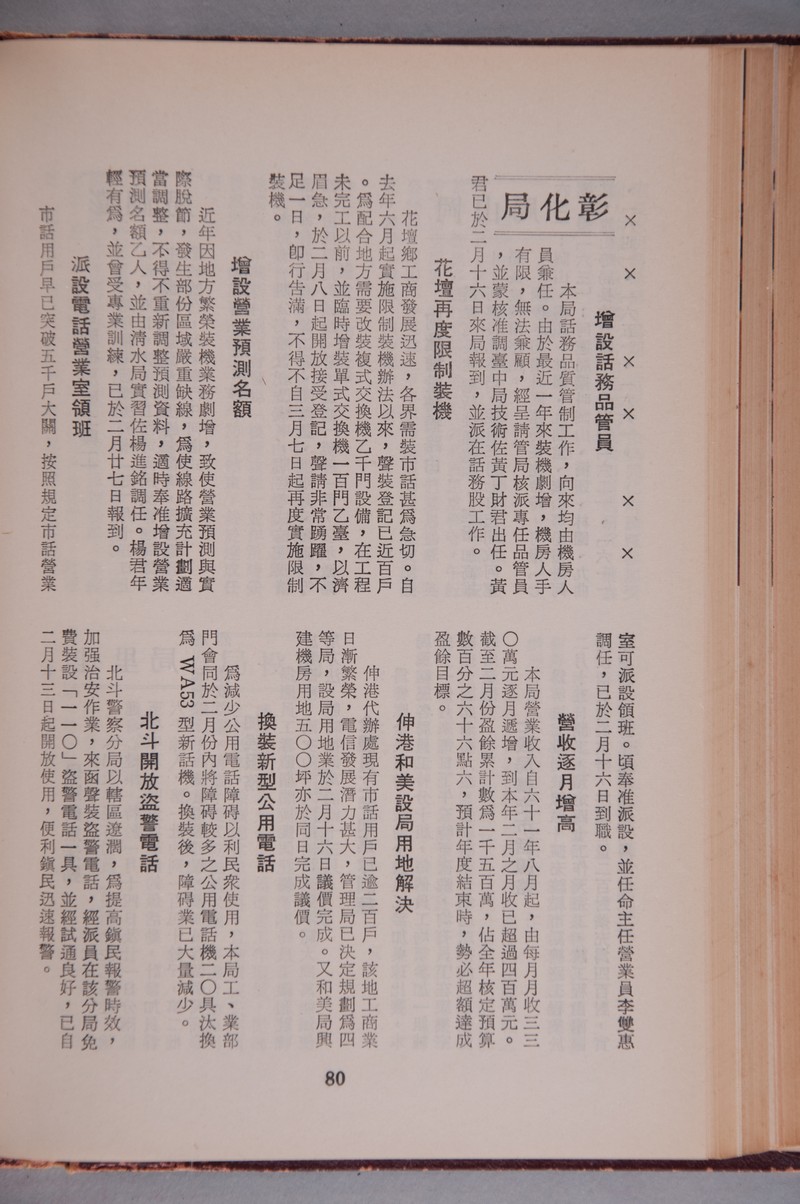 × × × × × ×
彰化局
增設話務品管員
本局話務品質管制工作，向來均由機房人
員兼任。由於最近一年來裝機劇增，機房人手
有限，無法兼顧，經呈請管局核派專任品管員
，並蒙核准調臺中局技術佐黃丁財君出任。黃
君已於二月十六日來局報到，並派在話務股工作。
花壇再度限制裝機
花壇鄉工商發展迅速，各界需裝市話甚爲急切。自
去年六月起實施限制裝機辦法以來，聲裝登記已近百戶
。爲配合地方需要改裝複式交換機乙千門設備，在工程
未完工以前，並臨時增裝單式交換機一百門乙臺，以濟
眉急，於二月八日起開放接受登記，聲請非常踴躍，不
足一日，卽行告滿，不得不自三月七日起再度實施限制
裝機。
增設營業預測名額
近年因地方繁榮裝機業務劇增，致使營業預測與實
際脫節，發生部份區域嚴重缺線，爲使線路擴充計劃適
當調整，不得不重新調整預測資料，適時奉准增設營業
預測名額乙人，並由淸水局實習佐楊進銘調任。楊君年
輕有爲，並曾受專業訓練，已於二月廿七日報到。
派設電話營業室領班
市話用戶早已突破五千戶大關，按照規定市話營業
室可派設領班。頃奉准派設，並任命主任營業員李雙惠
調任，已於二月十六日到職。
營收逐月增高
本局營業收入自六十一年八月起，由每月月收三三
〇萬元逐月遞增，到本年二月之月收已超過四百萬元。
截至二月份盈餘累計數爲一千五百萬，佔全年核定預算
數百分之六十六點六，預計年度結束時，勢必超額達成
盈餘目標。
伸港和美設局用地解決
伸港代辦處現有市話用戶已逾二百戶，該地工商業
日漸繁榮，電信發展潛力甚大，管理局已決定規劃爲四
等局，設局用地業於二月十六日議價完成。又和美局興
建機房用地五〇〇坪亦於同日完成議價。
換裝新型公用電話
爲減少公用電話障碍以利民衆使用，本局工、業部
門會同於二月份內將障碍較多之公用電話機二〇具汰換
爲 WA53 型新話機。換裝後，障碍業已大量減少。
北斗開放盜警電話
北斗警察分局以轄區遼濶，爲提高鎭民報警時效，
加强治安作業，來函聲裝盜警電話，經派員在該分局免
費裝設「一一〇」盜警電話一具，並經試通良好，已自
二月十三日起開放使用，便利鎭民迅速報警。
80